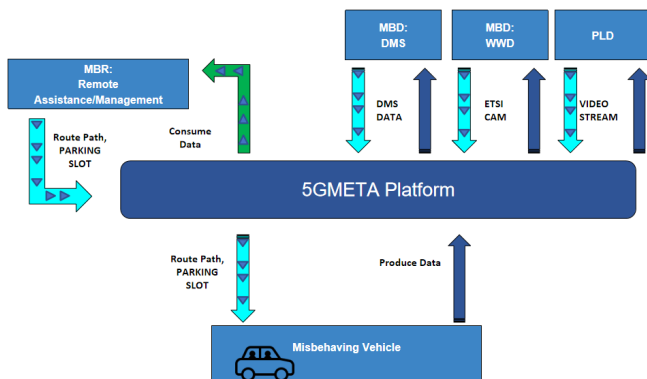 MBD:
DMS
MBD:
WWD
PLD
MBR:
Remote
Assistance/Management
DMS
DATA
ETSI
CAM
VIDEO
STREAM
Route Path,
PARKING
SLOT
Consume
Data
5GMETA Platform
Route Path,
PARKING
SLOT
Produce Data
Misbehaving Vehicle